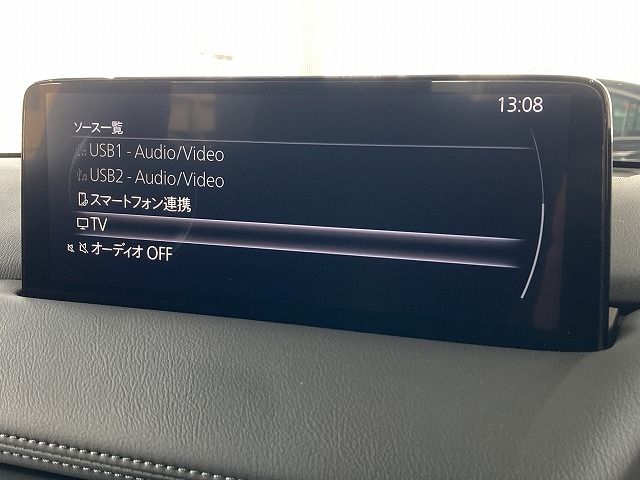 13:08
ソース一覧
USB1 - Audio/Video
USB2 - Audio/Video
スマートフォン連携
TV
オーディオ OFF